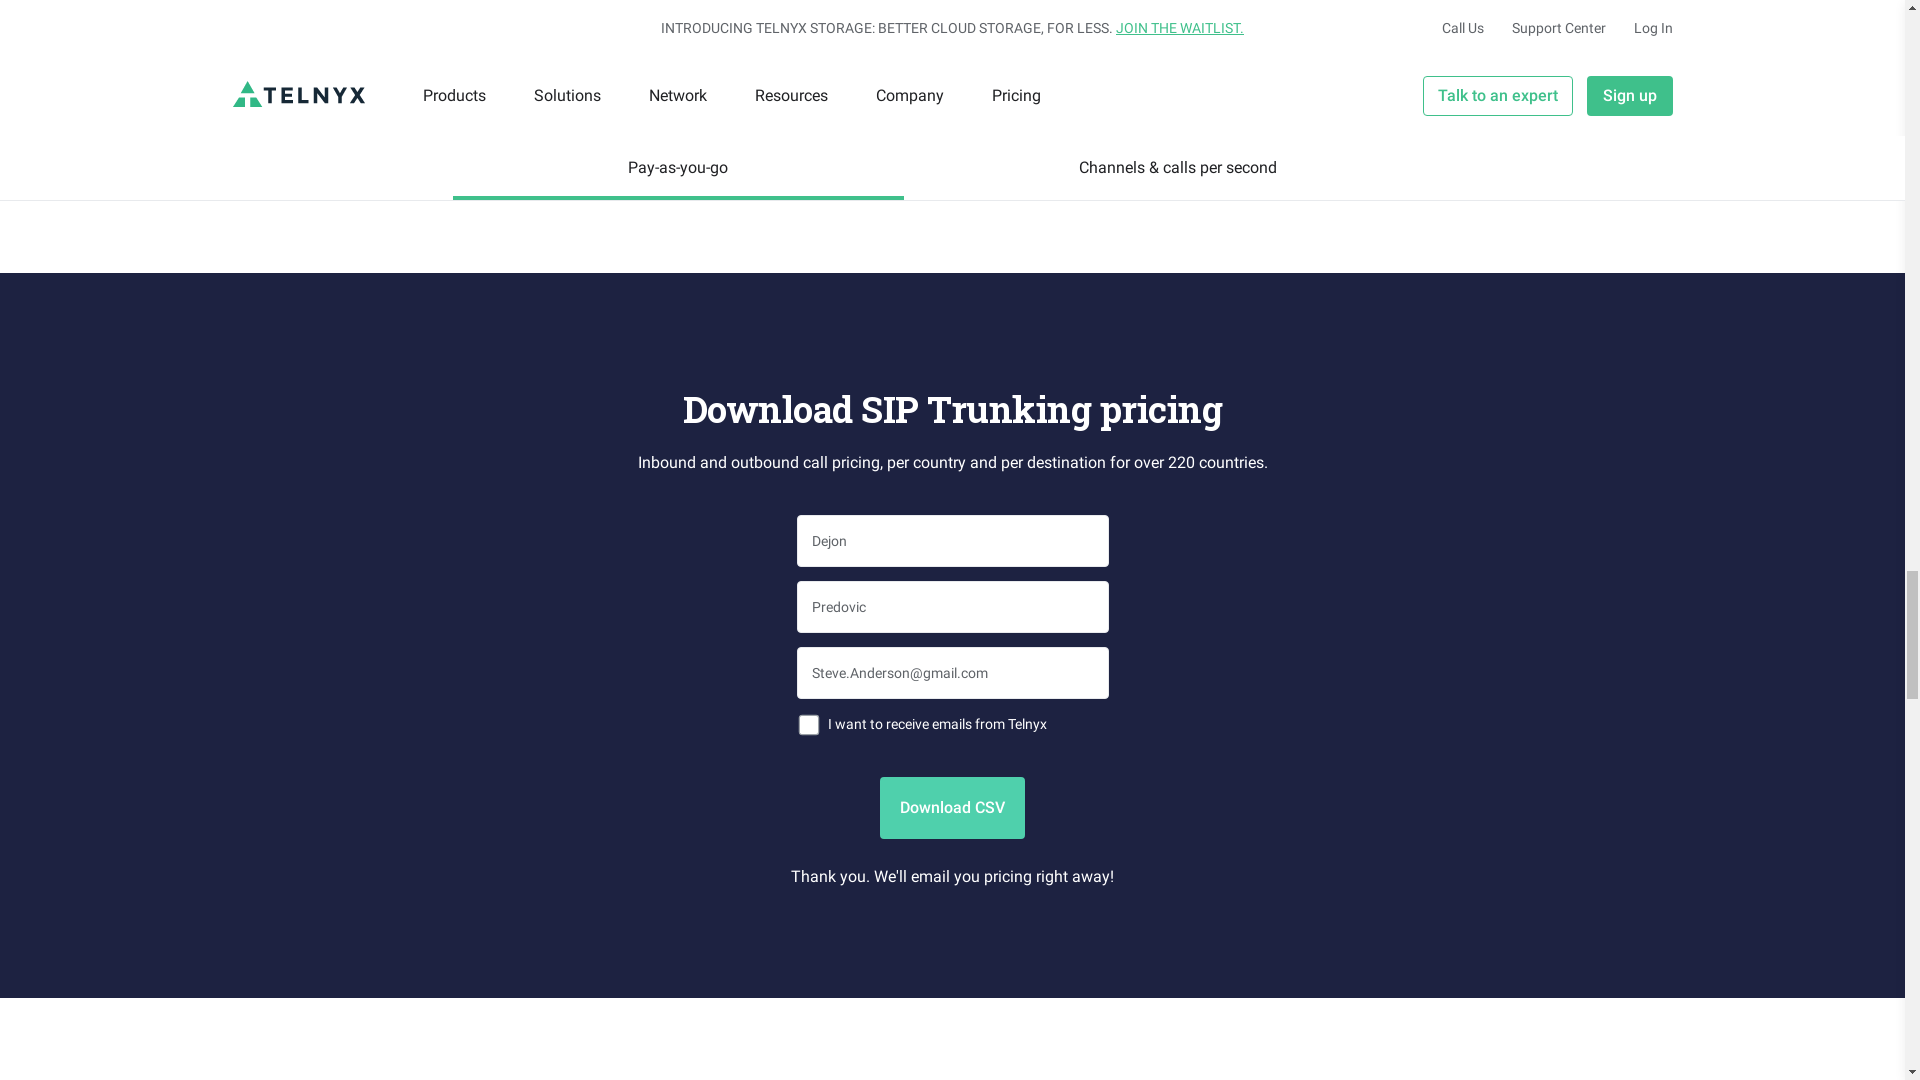 INTRODUCING TELNYX STORAGE: BETTER CLOUD STORAGE, FOR LESS. JOIN THE WAITLIST.
Call Us
Support Center
Log In
TELNYX
Products
Solutions
Network
Resources
Company
Pricing
Talk to an expert
Sign up
Pay-as-you-go
Channels & calls per second
Download SIP Trunking pricing
Inbound and outbound call pricing, per country and per destination for over 220 countries.
Dejon
Predovic
Steve.Anderson@gmail.com
I want to receive emails from Telnyx
Download CSV
Thank you. We'll email you pricing right away!